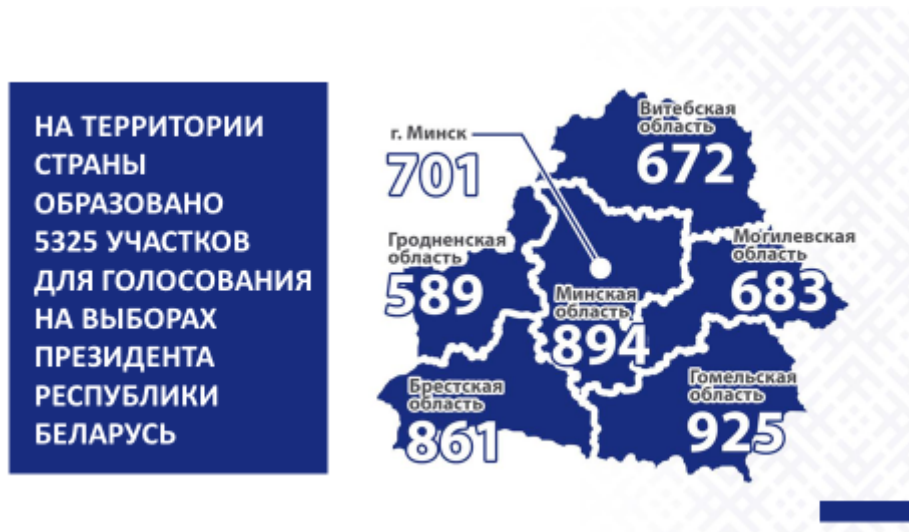 НА ТЕРРИТОРИИ
СТРАНЫ
ОБРАЗОВАНО
5325 УЧАСТКОВ
ДЛЯ ГОЛОСОВАНИЯ
НА ВЫБОРАХ
ПРЕЗИДЕНТА
РЕСПУБЛИКИ
БЕЛАРУСЬ
г. Минск
701
Витебская
область
672
Гродненская
область
589
Минская
область
894
Могилевская
область
683
Брестская
область
861
Гомельская
область
925